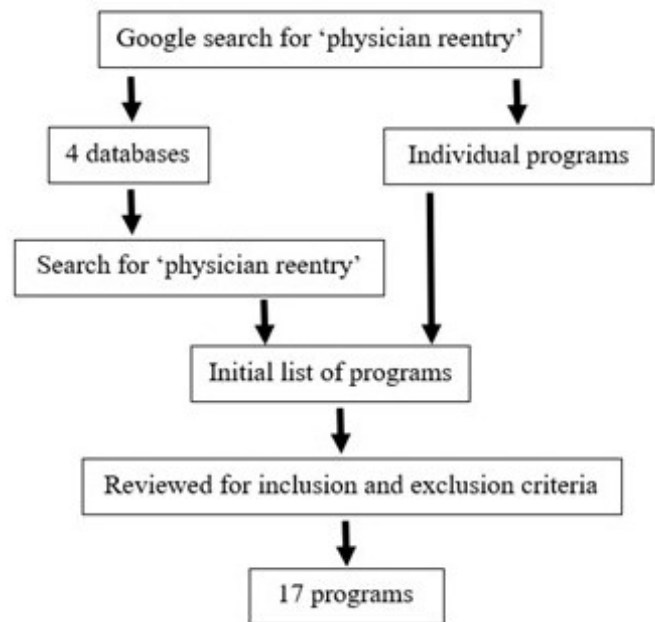 Google search for ‘physician reentry’
4 databases
Individual programs
Search for ‘physician reentry’
Initial list of programs
Reviewed for inclusion and exclusion criteria
17 programs